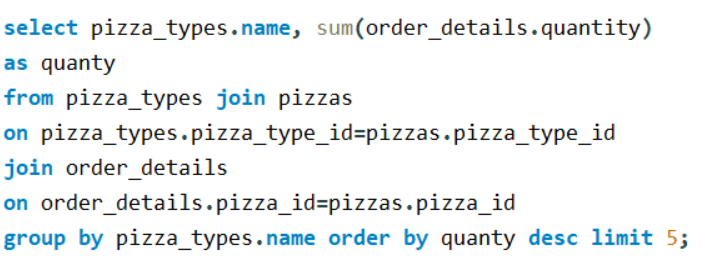 select pizza_types.name, sum(order_details.quantity)
as quanty
from pizza_types join pizzas
on pizza_types.pizza_type_id=pizzas.pizza_type_id
join order_details
on order_details.pizza_id=pizzas.pizza_id
group by pizza_types.name order by quanty desc limit 5;